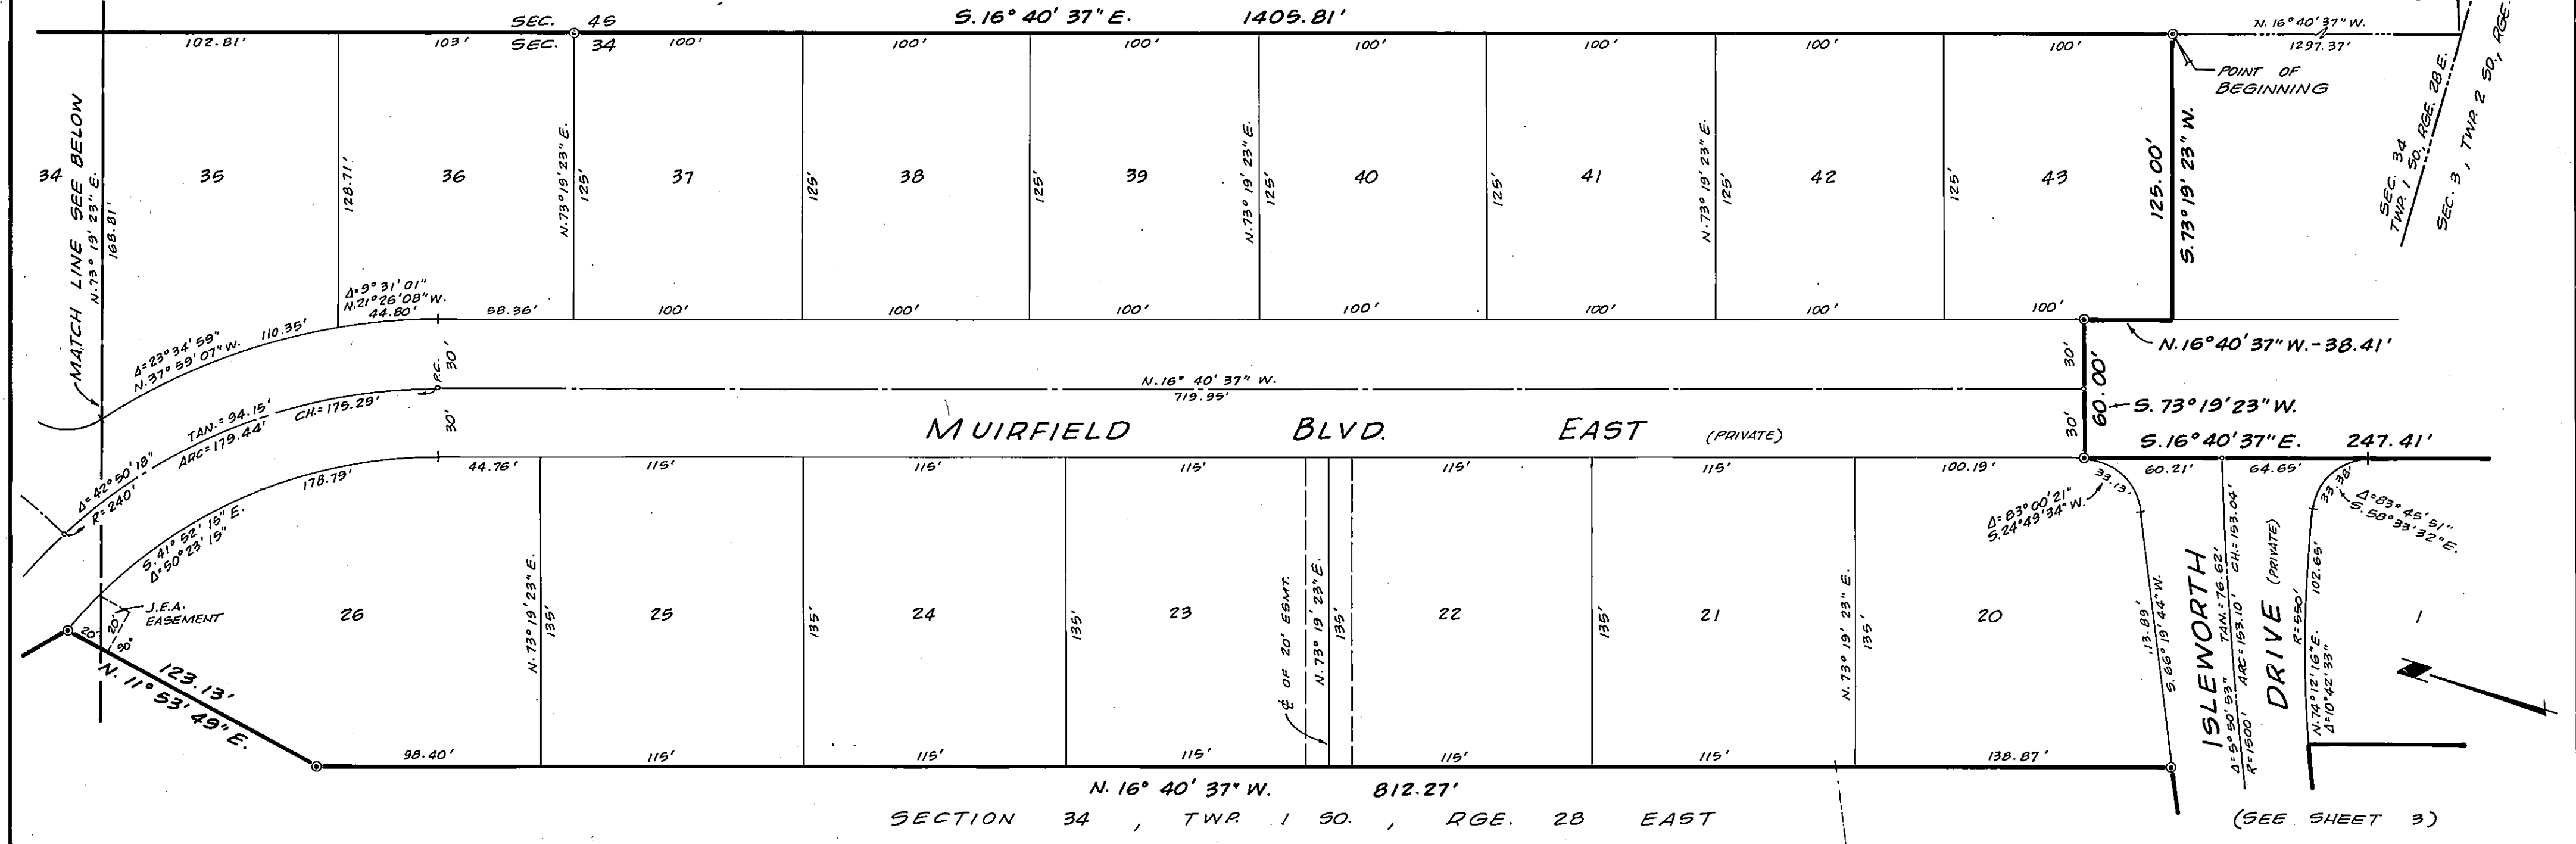 SEC. 45
S. 16° 40' 37" E. 1405.81'
N. 16° 40' 37" W.
1297.37'
102.81'
103'
SEC. 34
100'
100'
100'
100'
100'
100'
100'
POINT OF
BEGINNING
SEC. 34
TWP. 1 SO., RGE. 28 E.
SEC. 3, TWP. 2 SO., RGE.
MATCH LINE SEE BELOW
N. 73° 19' 23" E.
168.81'
128.71'
N. 73° 19' 23" E.
125'
125'
125'
N. 73° 19' 23" E.
125'
125'
N. 73° 19' 23" E.
125'
125'
125.00'
S. 73° 19' 23" W.
34
35
36
37
38
39
40
41
42
43
Δ=9° 31' 01"
N. 21° 26' 08" W.
44.80'
58.36'
100'
100'
100'
100'
100'
100'
100'
N. 16° 40' 37" W. - 38.41'
Δ=23° 34' 59"
N. 37° 59' 07" W.
110.35'
P.C.
30'
30'
N. 16° 40' 37" W.
719.95'
30'
30'
60.00'
S. 73° 19' 23" W.
TAN. = 94.15'
ARC = 179.44'
CH. = 175.29'
Δ=42° 50' 18"
R = 240'
MUIRFIELD BLVD. EAST (PRIVATE)
S. 16° 40' 37" E. 247.41'
178.79'
S. 41° 52' 15" E.
Δ=50° 23' 15"
44.76'
115'
115'
115'
115'
115'
100.19'
60.21'
64.65'
33.13'
Δ=83° 00' 21"
S. 24° 49' 34" W.
33.38'
Δ=83° 45' 51"
S. 58° 33' 32" E.
J.E.A.
EASEMENT
20'
20'
90°
26
N. 73° 19' 23" E.
135'
25
135'
24
135'
23
℄ OF 20' ESMT.
N. 73° 19' 23" E.
135'
22
135'
21
N. 73° 19' 23" E.
135'
20
S. 66° 19' 44" W.
ISLEWORTH
DRIVE (PRIVATE)
Δ=5° 50' 53" TAN. = 76.62'
R = 1500' ARC = 153.10' CH. = 153.04'
R = 550'
N. 74° 12' 16" E. 102.65'
Δ=10° 42' 33"
1
123.13'
N. 11° 53' 49" E.
98.40'
115'
115'
115'
115'
115'
138.87'
N. 16° 40' 37" W. 812.27'
SECTION 34, TWP. 1 SO., RGE. 28 EAST
(SEE SHEET 3)